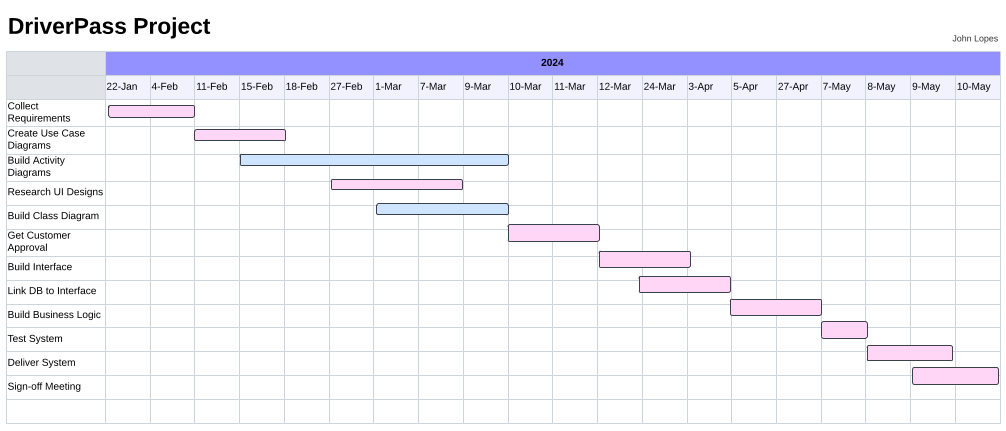 DriverPass Project
John Lopes
2024
22-Jan 4-Feb 11-Feb 15-Feb 18-Feb 27-Feb 1-Mar 7-Mar 9-Mar 10-Mar 11-Mar 12-Mar 24-Mar 3-Apr 5-Apr 27-Apr 7-May 8-May 9-May 10-May
Collect
Requirements
Create Use Case
Diagrams
Build Activity
Diagrams
Research UI Designs
Build Class Diagram
Get Customer
Approval
Build Interface
Link DB to Interface
Build Business Logic
Test System
Deliver System
Sign-off Meeting